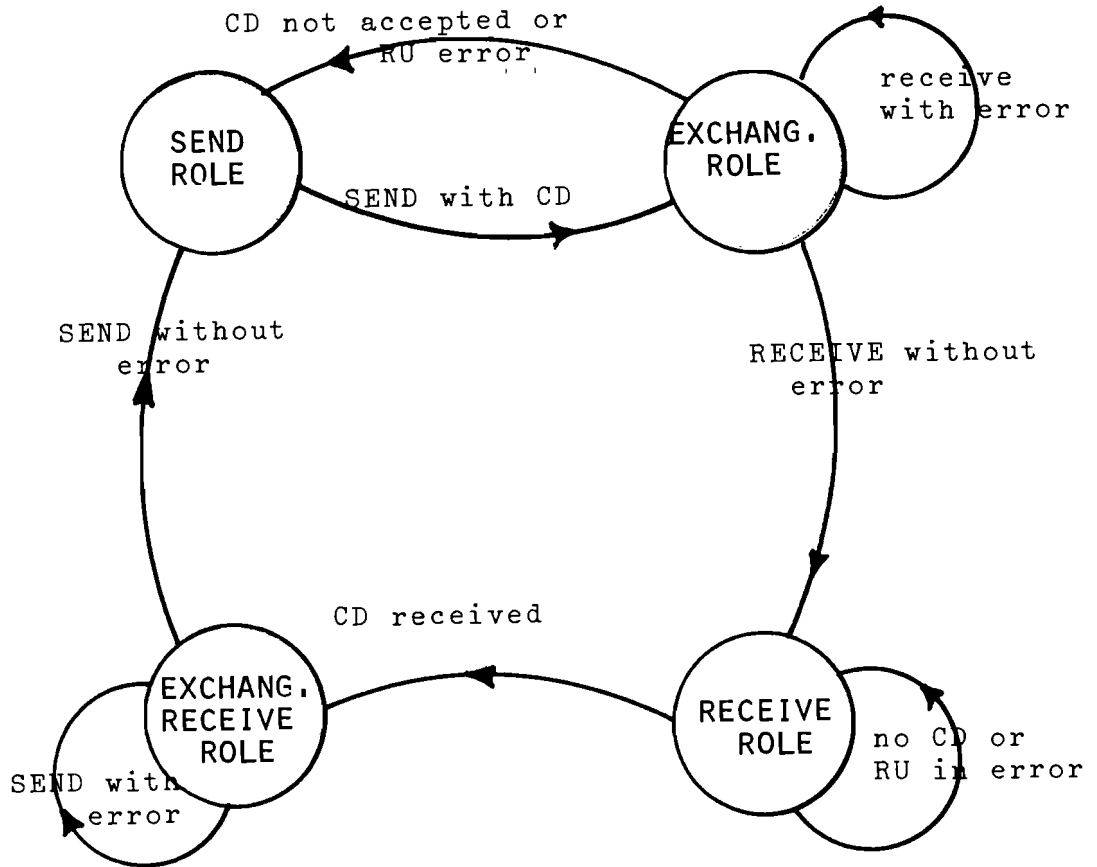 CD not accepted or
RU error
receive
with error
SEND
ROLE
EXCHANG.
ROLE
SEND with CD
SEND without
error
RECEIVE without
error
CD received
EXCHANG.
RECEIVE
ROLE
RECEIVE
ROLE
no CD or
RU in error
SEND with
error